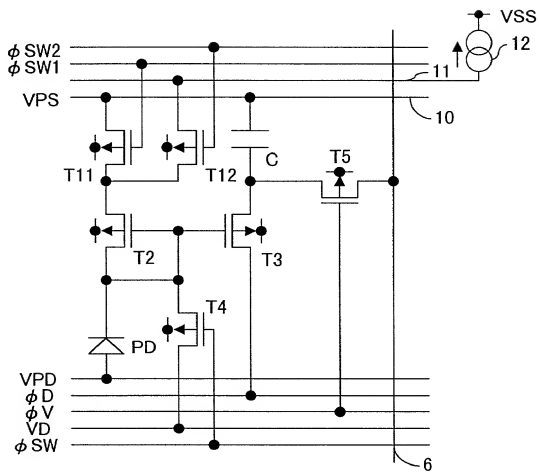 VSS
φSW2
12
φSW1
11
VPS
10
T11
T12
C
T5
T2
T3
T4
PD
VPD
φD
φV
VD
φSW
6